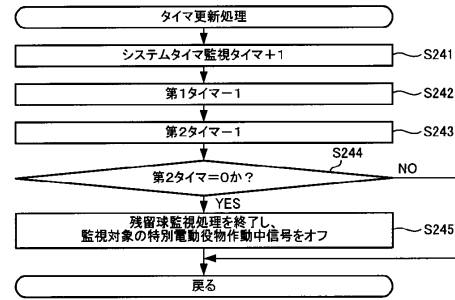 タイマ更新処理
システムタイマ監視タイマ+1
S241
第1タイマー1
S242
第2タイマー1
S243
S244
第2タイマ=0か?
NO
YES
残留球監視処理を終了し、
監視対象の特別電動役物作動中信号をオフ
S245
戻る